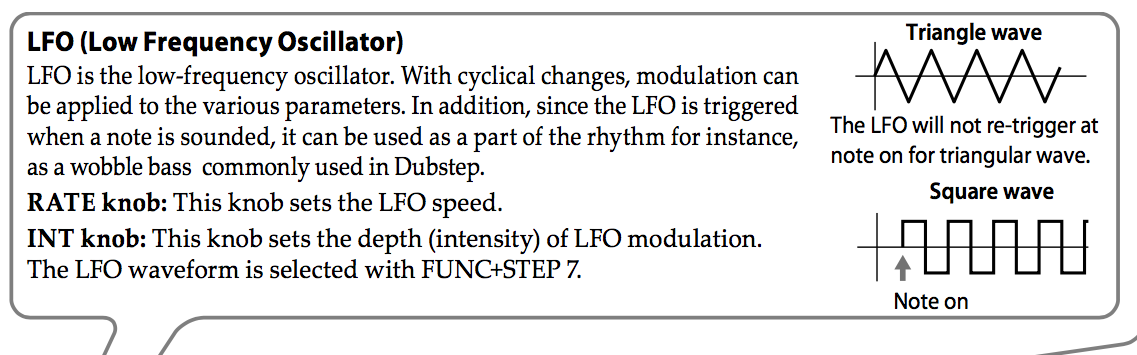 LFO (Low Frequency Oscillator)
LFO is the low-frequency oscillator. With cyclical changes, modulation can
be applied to the various parameters. In addition, since the LFO is triggered
when a note is sounded, it can be used as a part of the rhythm for instance,
as a wobble bass commonly used in Dubstep.
RATE knob: This knob sets the LFO speed.
INT knob: This knob sets the depth (intensity) of LFO modulation.
The LFO waveform is selected with FUNC+STEP 7.
Triangle wave
The LFO will not re-trigger at
note on for triangular wave.
Square wave
Note on